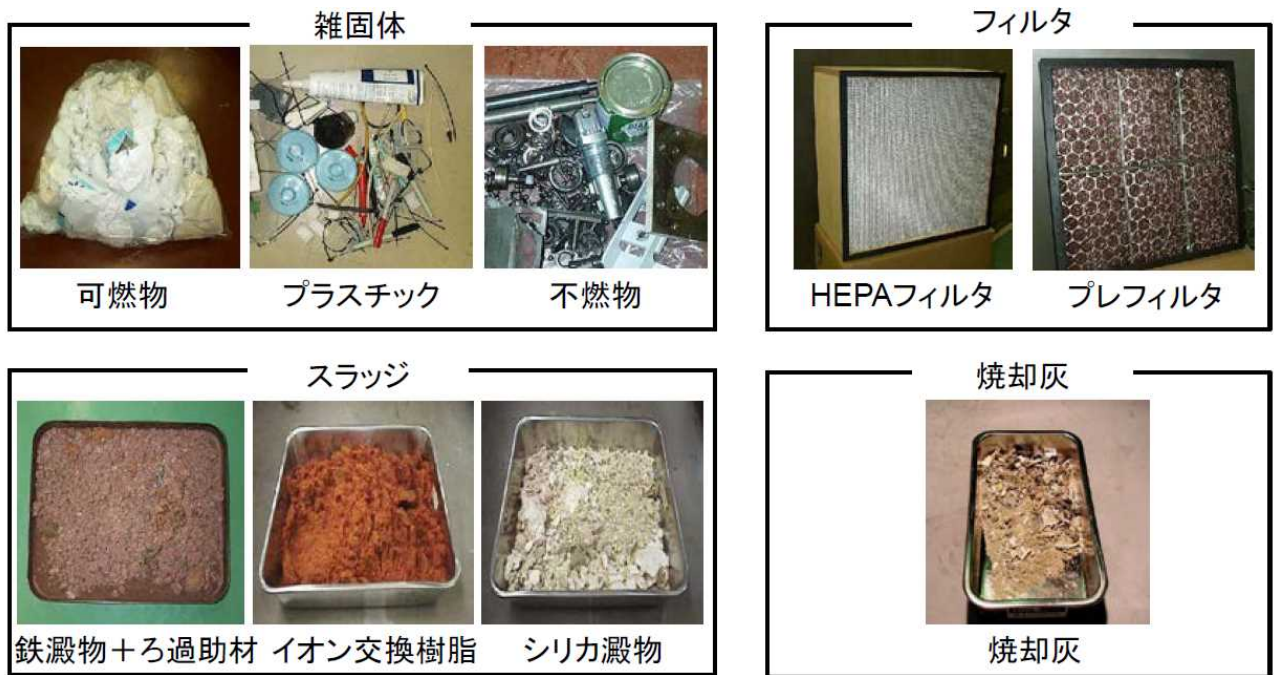 雑固体
可燃物
プラスチック
不燃物
フィルタ
HEPAフィルタ
プレフィルタ
スラッジ
鉄澱物+ろ過助材
イオン交換樹脂
シリカ澱物
焼却灰
焼却灰